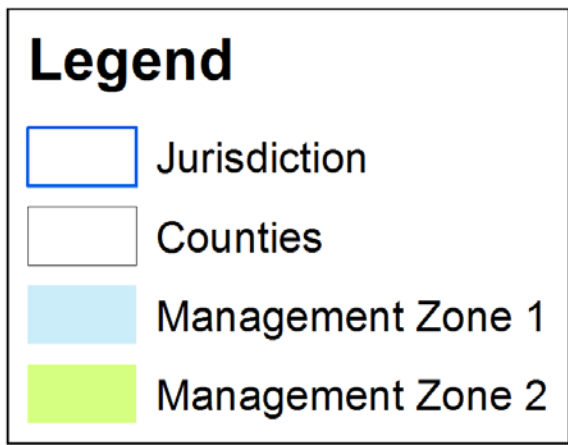 Legend
Jurisdiction
Counties
Management Zone 1
Management Zone 2